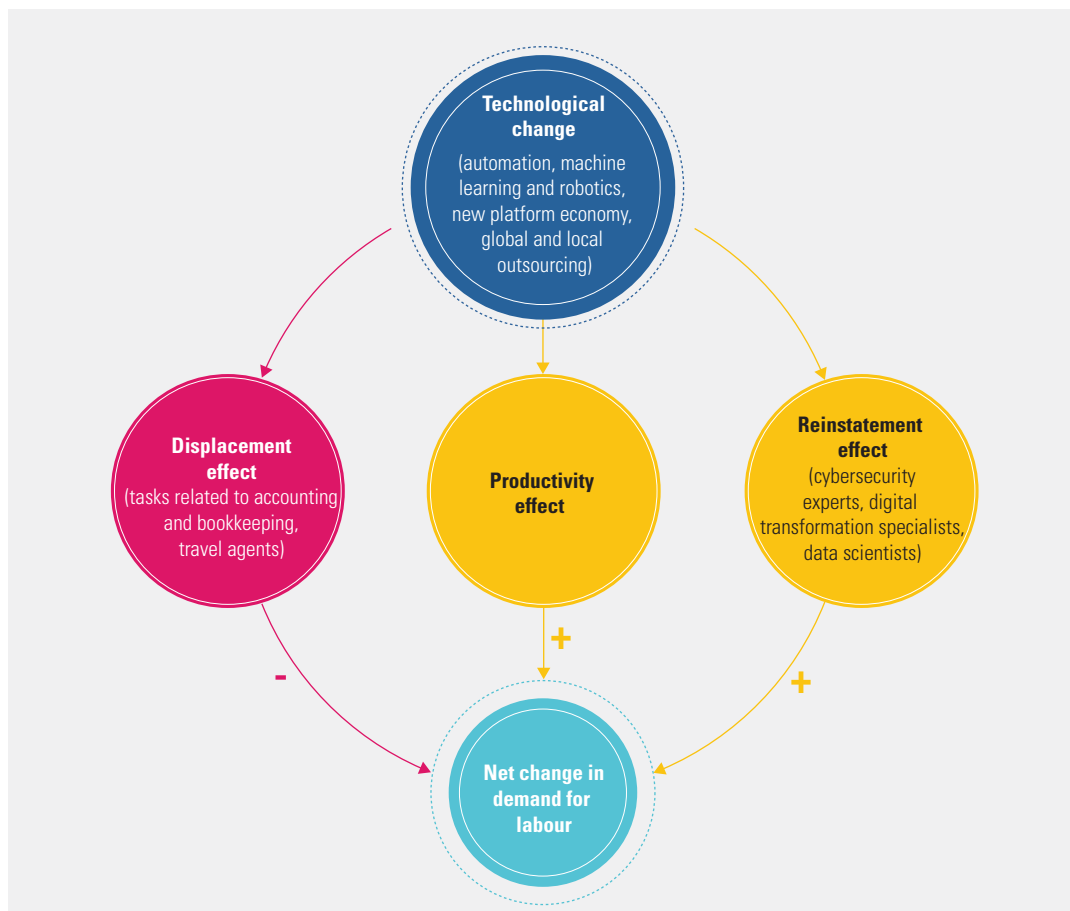 Technological
change
(automation, machine
learning and robotics,
new platform economy,
global and local
outsourcing)
Displacement
effect
(tasks related to accounting
and bookkeeping,
travel agents)
Productivity
effect
Reinstatement
effect
(cybersecurity
experts, digital
transformation specialists,
data scientists)
-
+
+
Net change in
demand for
labour